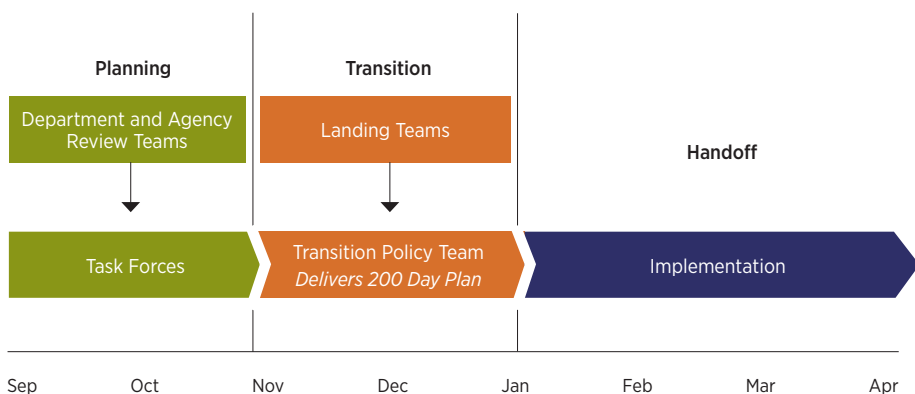 Planning
Transition
Handoff
Department and Agency
Review Teams
Landing Teams
Task Forces
Transition Policy Team
Delivers 200 Day Plan
Implementation
Sep
Oct
Nov
Dec
Jan
Feb
Mar
Apr